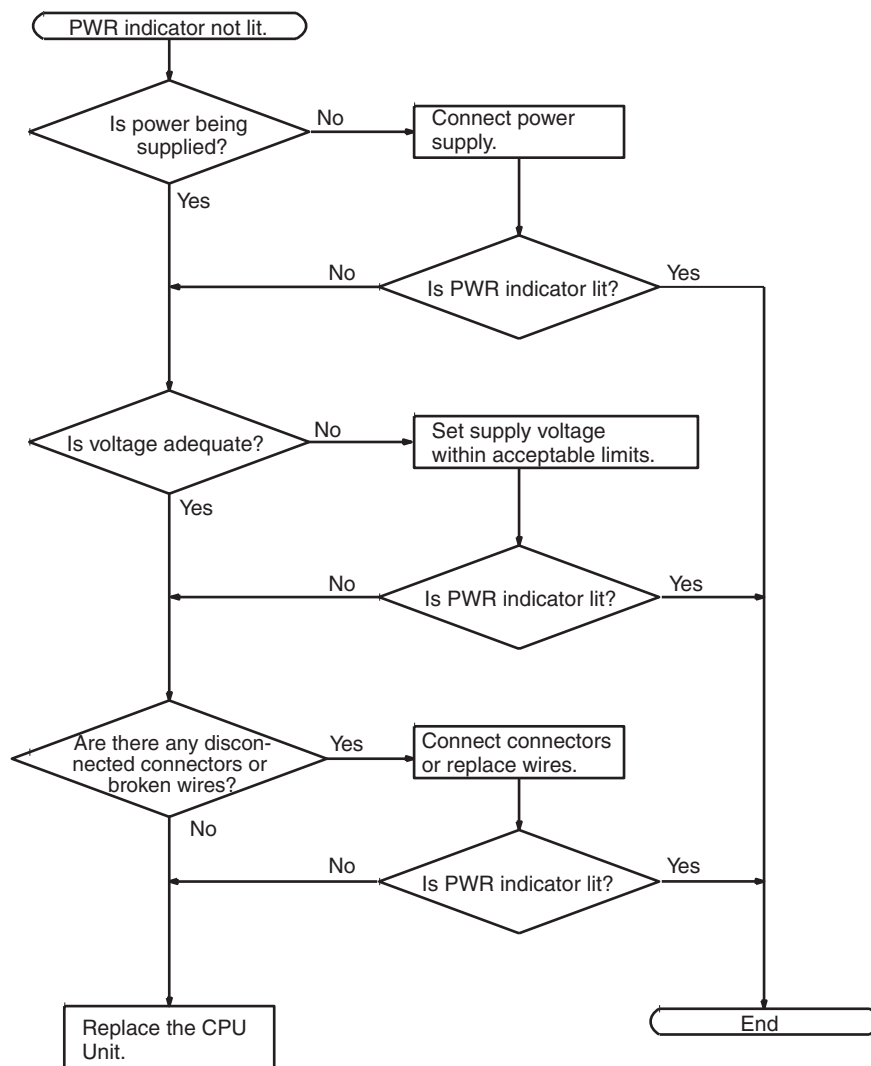 PWR indicator not lit.
Is power being
supplied?
No
Connect power
supply.
Yes
No
Is PWR indicator lit?
Yes
Is voltage adequate?
No
Set supply voltage
within acceptable limits.
Yes
No
Is PWR indicator lit?
Yes
Are there any discon-
nected connectors or
broken wires?
Yes
Connect connectors
or replace wires.
No
No
Is PWR indicator lit?
Yes
Replace the CPU
Unit.
End